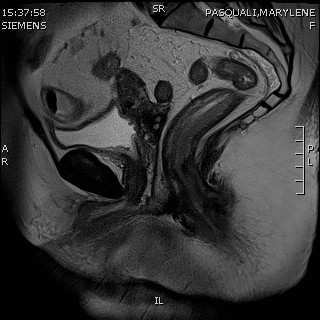 15:37:58
SIEMENS
SR
PASQUALI,MARYLENE
F
A
R
P
L
IL